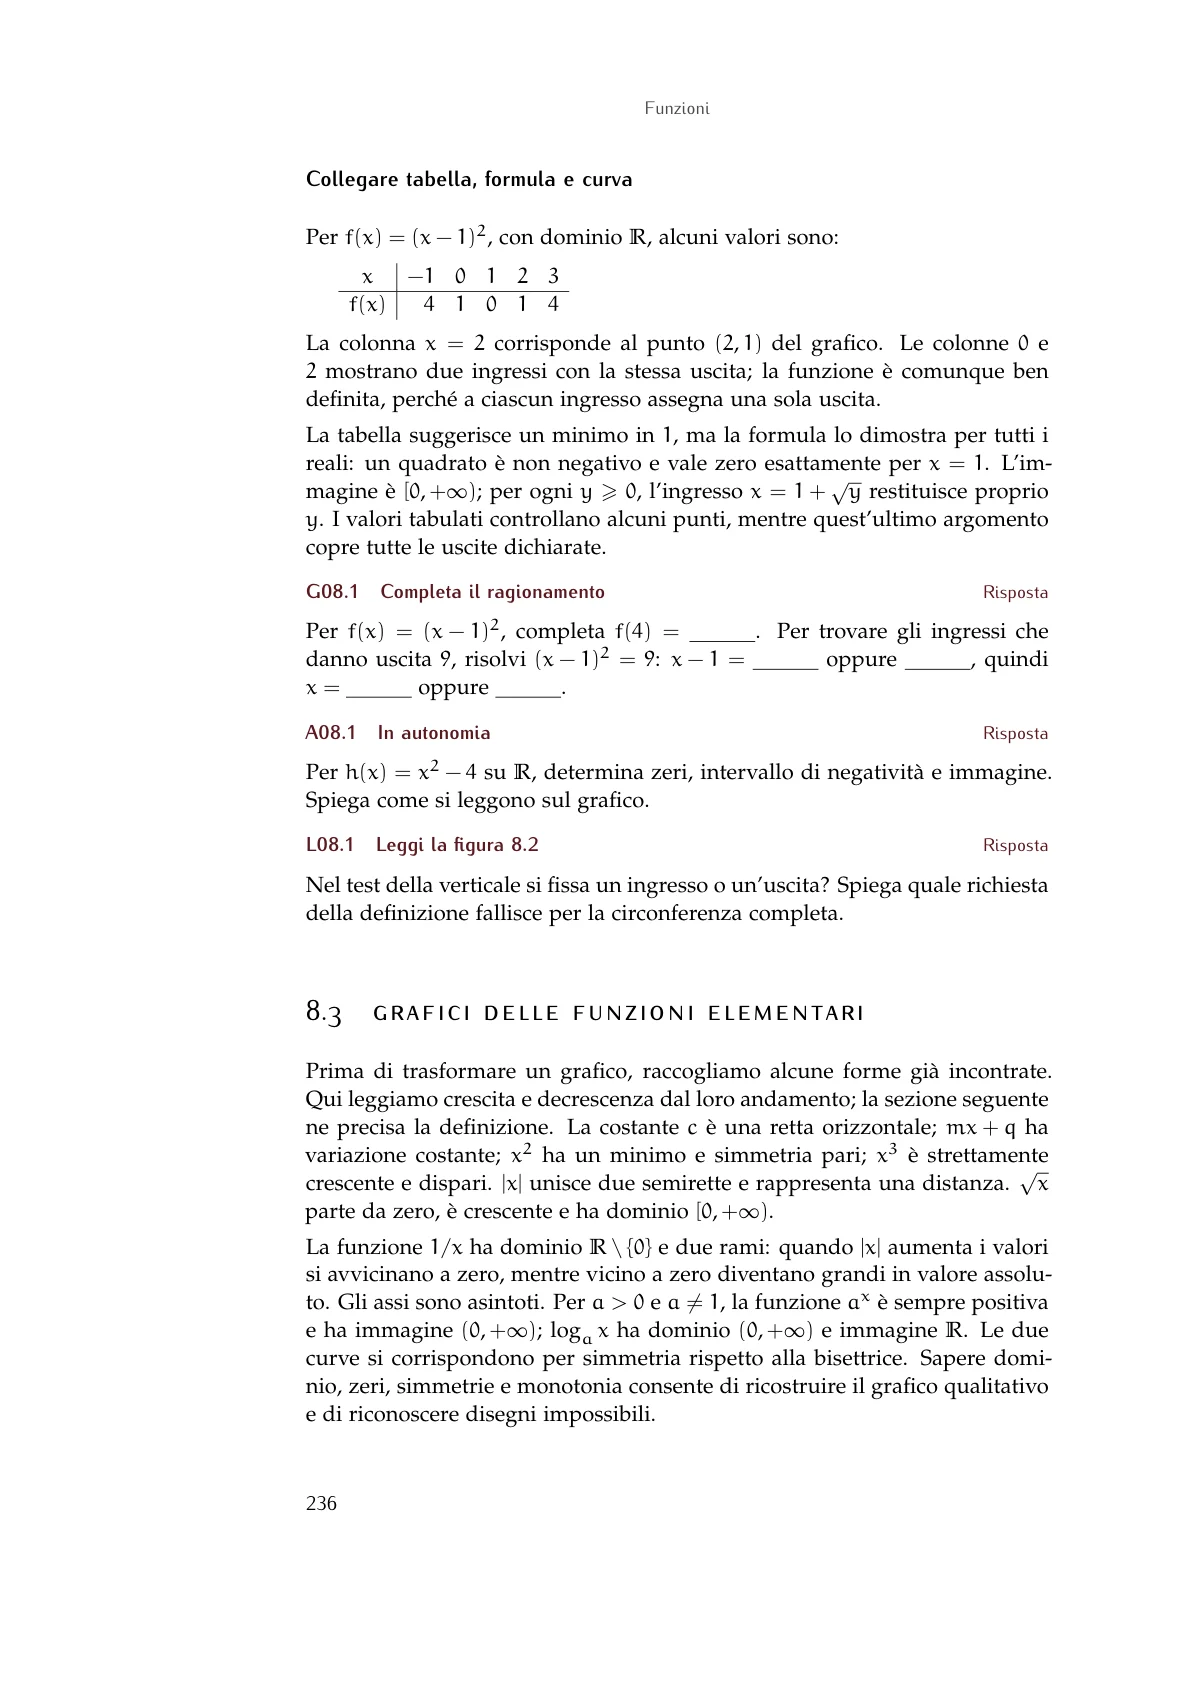 Funzioni
Collegare tabella, formula e curva
Per f(x) = (x − 1)², con dominio ℝ, alcuni valori sono:
x −1 0 1 2 3
f(x) 4 1 0 1 4
La colonna x = 2 corrisponde al punto (2, 1) del grafico. Le colonne 0 e
2 mostrano due ingressi con la stessa uscita; la funzione è comunque ben
definita, perché a ciascun ingresso assegna una sola uscita.
La tabella suggerisce un minimo in 1, ma la formula lo dimostra per tutti i
reali: un quadrato è non negativo e vale zero esattamente per x = 1. L’im-
magine è [0, +∞); per ogni y ⩾ 0, l’ingresso x = 1 + √y restituisce proprio
y. I valori tabulati controllano alcuni punti, mentre quest’ultimo argomento
copre tutte le uscite dichiarate.
G08.1 Completa il ragionamento Risposta
Per f(x) = (x − 1)², completa f(4) = ______. Per trovare gli ingressi che
danno uscita 9, risolvi (x − 1)² = 9: x − 1 = ______ oppure ______, quindi
x = ______ oppure ______.
A08.1 In autonomia Risposta
Per h(x) = x² − 4 su ℝ, determina zeri, intervallo di negatività e immagine.
Spiega come si leggono sul grafico.
L08.1 Leggi la figura 8.2 Risposta
Nel test della verticale si fissa un ingresso o un’uscita? Spiega quale richiesta
della definizione fallisce per la circonferenza completa.
8.3 GRAFICI DELLE FUNZIONI ELEMENTARI
Prima di trasformare un grafico, raccogliamo alcune forme già incontrate.
Qui leggiamo crescita e decrescenza dal loro andamento; la sezione seguente
ne precisa la definizione. La costante c è una retta orizzontale; mx + q ha
variazione costante; x² ha un minimo e simmetria pari; x³ è strettamente
crescente e dispari. |x| unisce due semirette e rappresenta una distanza. √x
parte da zero, è crescente e ha dominio [0, +∞).
La funzione 1/x ha dominio ℝ \ {0} e due rami: quando |x| aumenta i valori
si avvicinano a zero, mentre vicino a zero diventano grandi in valore assolu-
to. Gli assi sono asintoti. Per a > 0 e a ≠ 1, la funzione aˣ è sempre positiva
e ha immagine (0, +∞); logₐ x ha dominio (0, +∞) e immagine ℝ. Le due
curve si corrispondono per simmetria rispetto alla bisettrice. Sapere domi-
nio, zeri, simmetrie e monotonia consente di ricostruire il grafico qualitativo
e di riconoscere disegni impossibili.
236